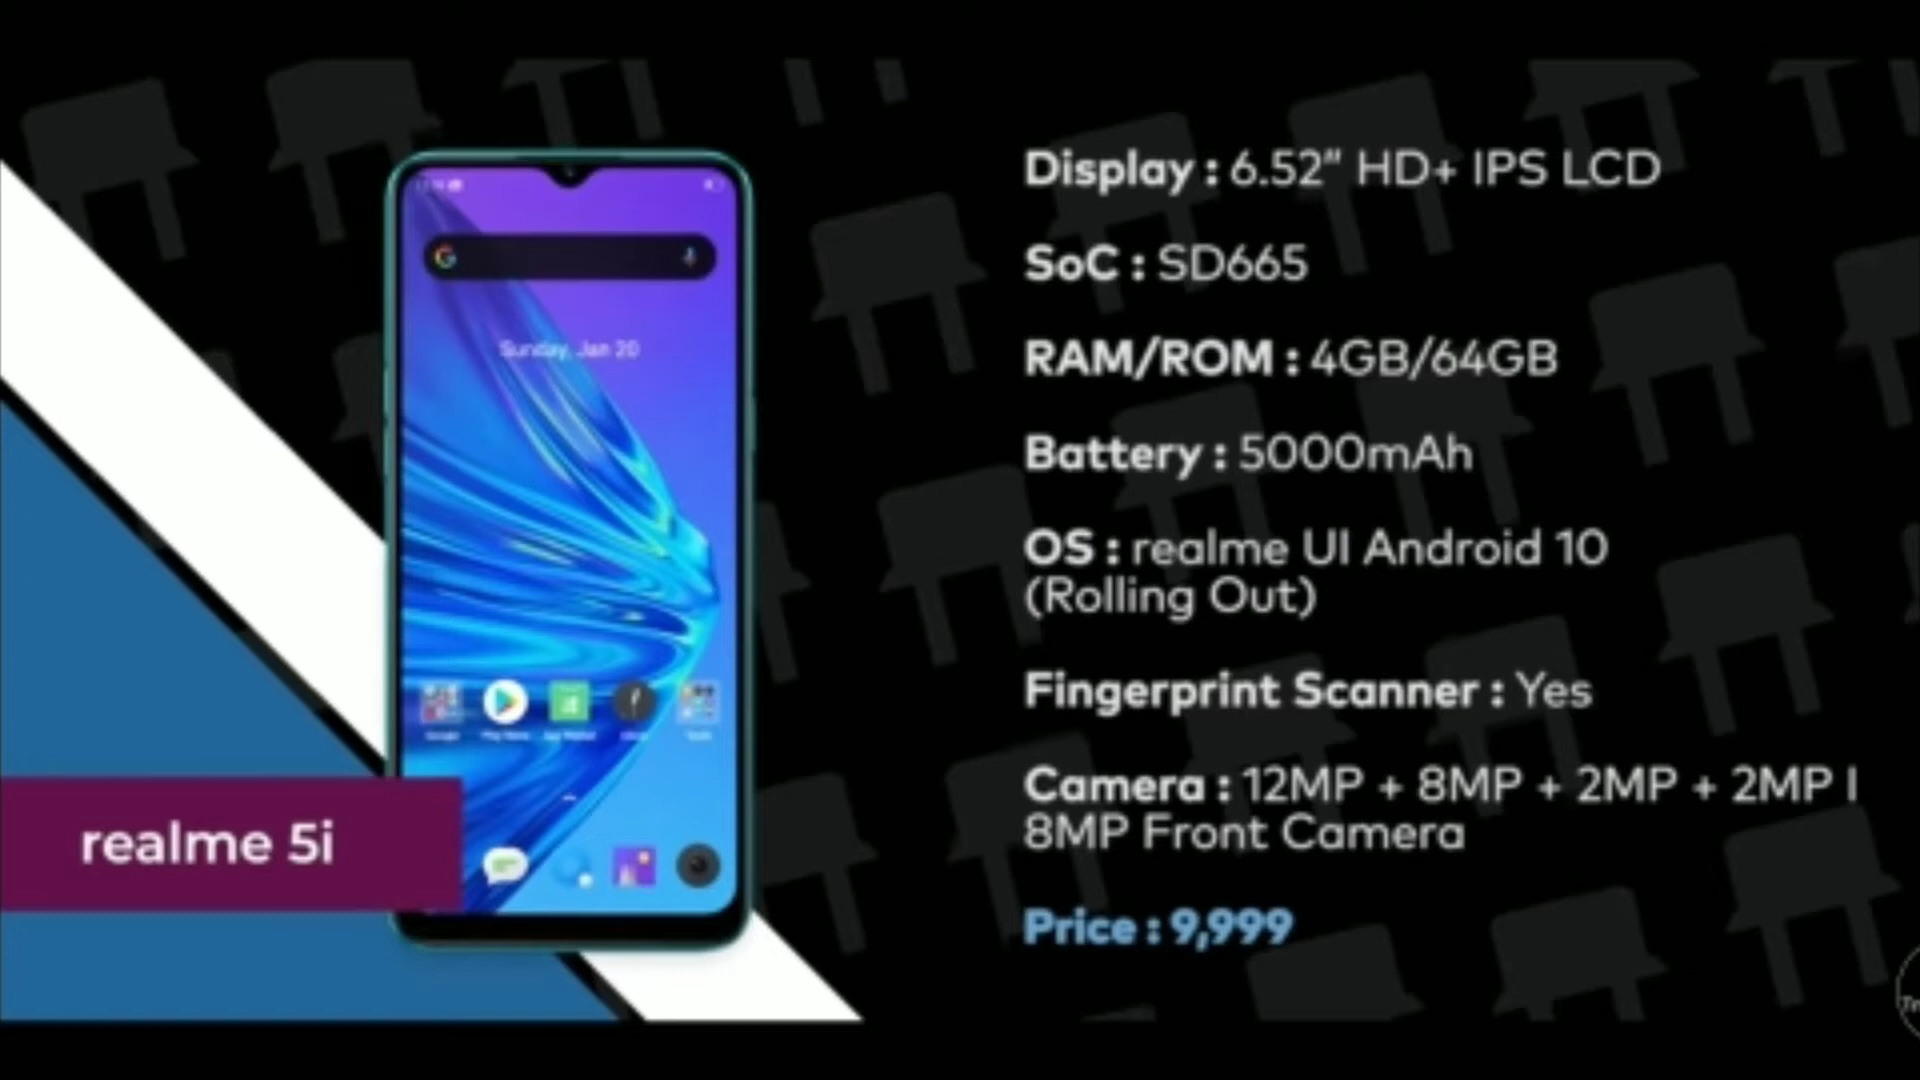 Display : 6.52" HD+ IPS LCD
SoC : SD665
RAM/ROM : 4GB/64GB
Battery : 5000mAh
OS : realme UI Android 10
(Rolling Out)
Fingerprint Scanner : Yes
Camera : 12MP + 8MP + 2MP + 2MP |
8MP Front Camera
Price : 9,999
Sunday, Jan 20
realme 5i